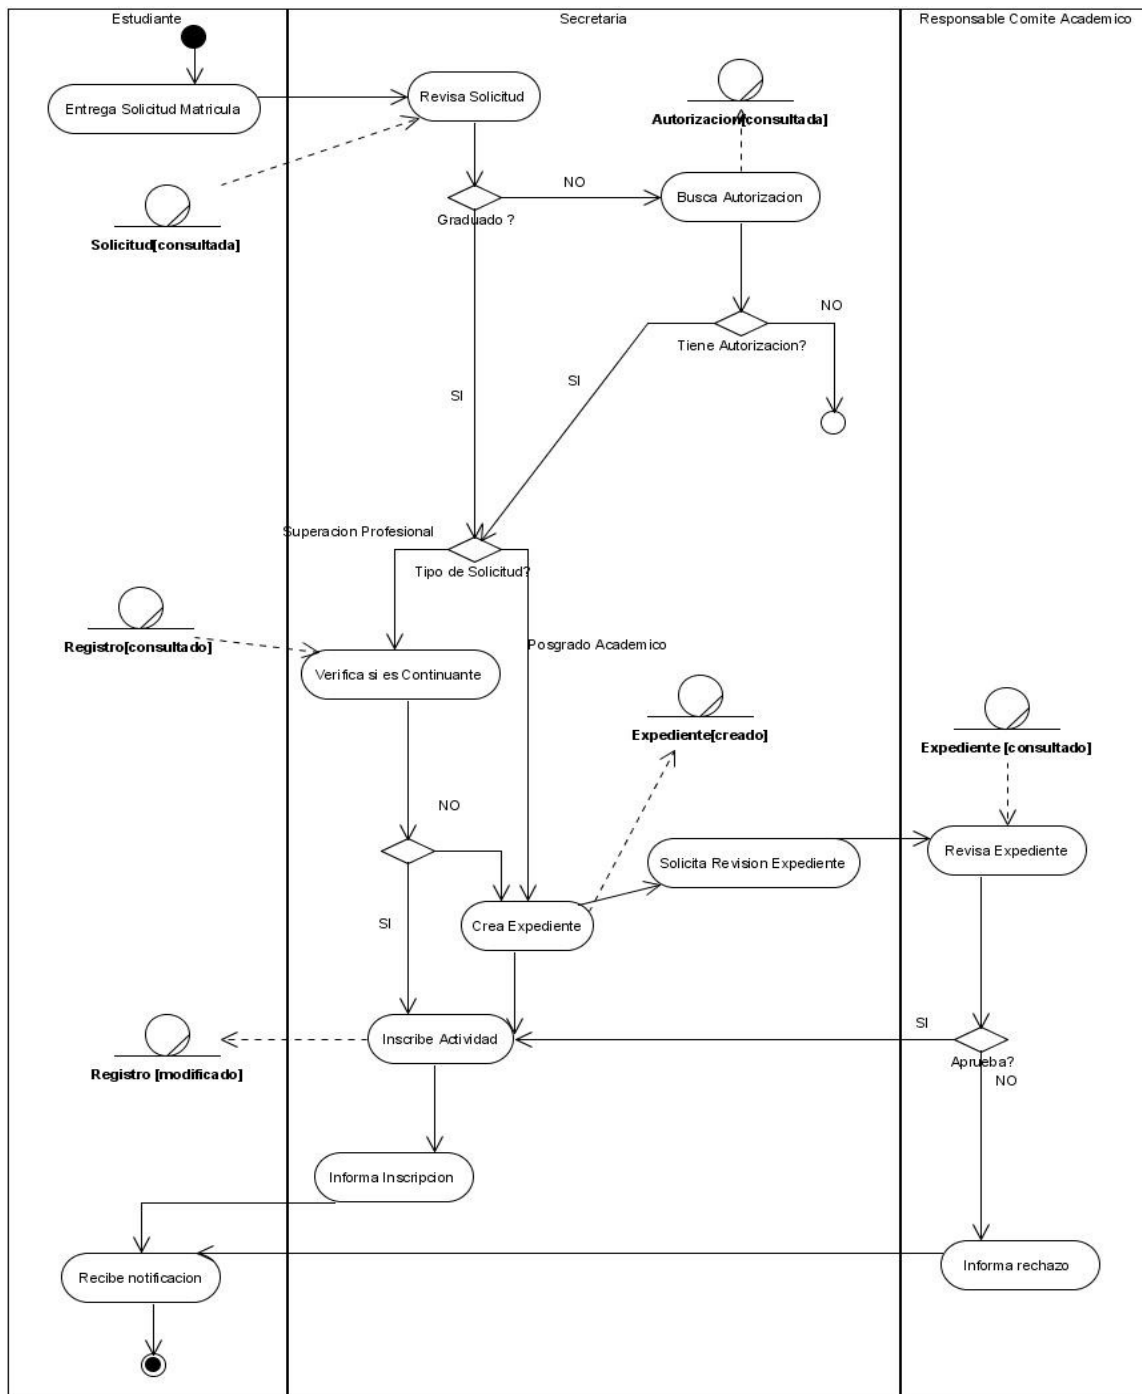 Estudiante
Secretaria
Responsable Comite Academico
Entrega Solicitud Matricula
Revisa Solicitud
Autorizacion[consultada]
Solicitud[consultada]
Graduado ?
NO
Busca Autorizacion
Tiene Autorizacion?
NO
SI
SI
Superacion Profesional
Tipo de Solicitud?
Registro[consultado]
Posgrado Academico
Verifica si es Continuante
Expediente[creado]
Expediente [consultado]
NO
Solicita Revision Expediente
Revisa Expediente
SI
Crea Expediente
Inscribe Actividad
SI
Aprueba?
NO
Registro [modificado]
Informa Inscripcion
Recibe notificacion
Informa rechazo